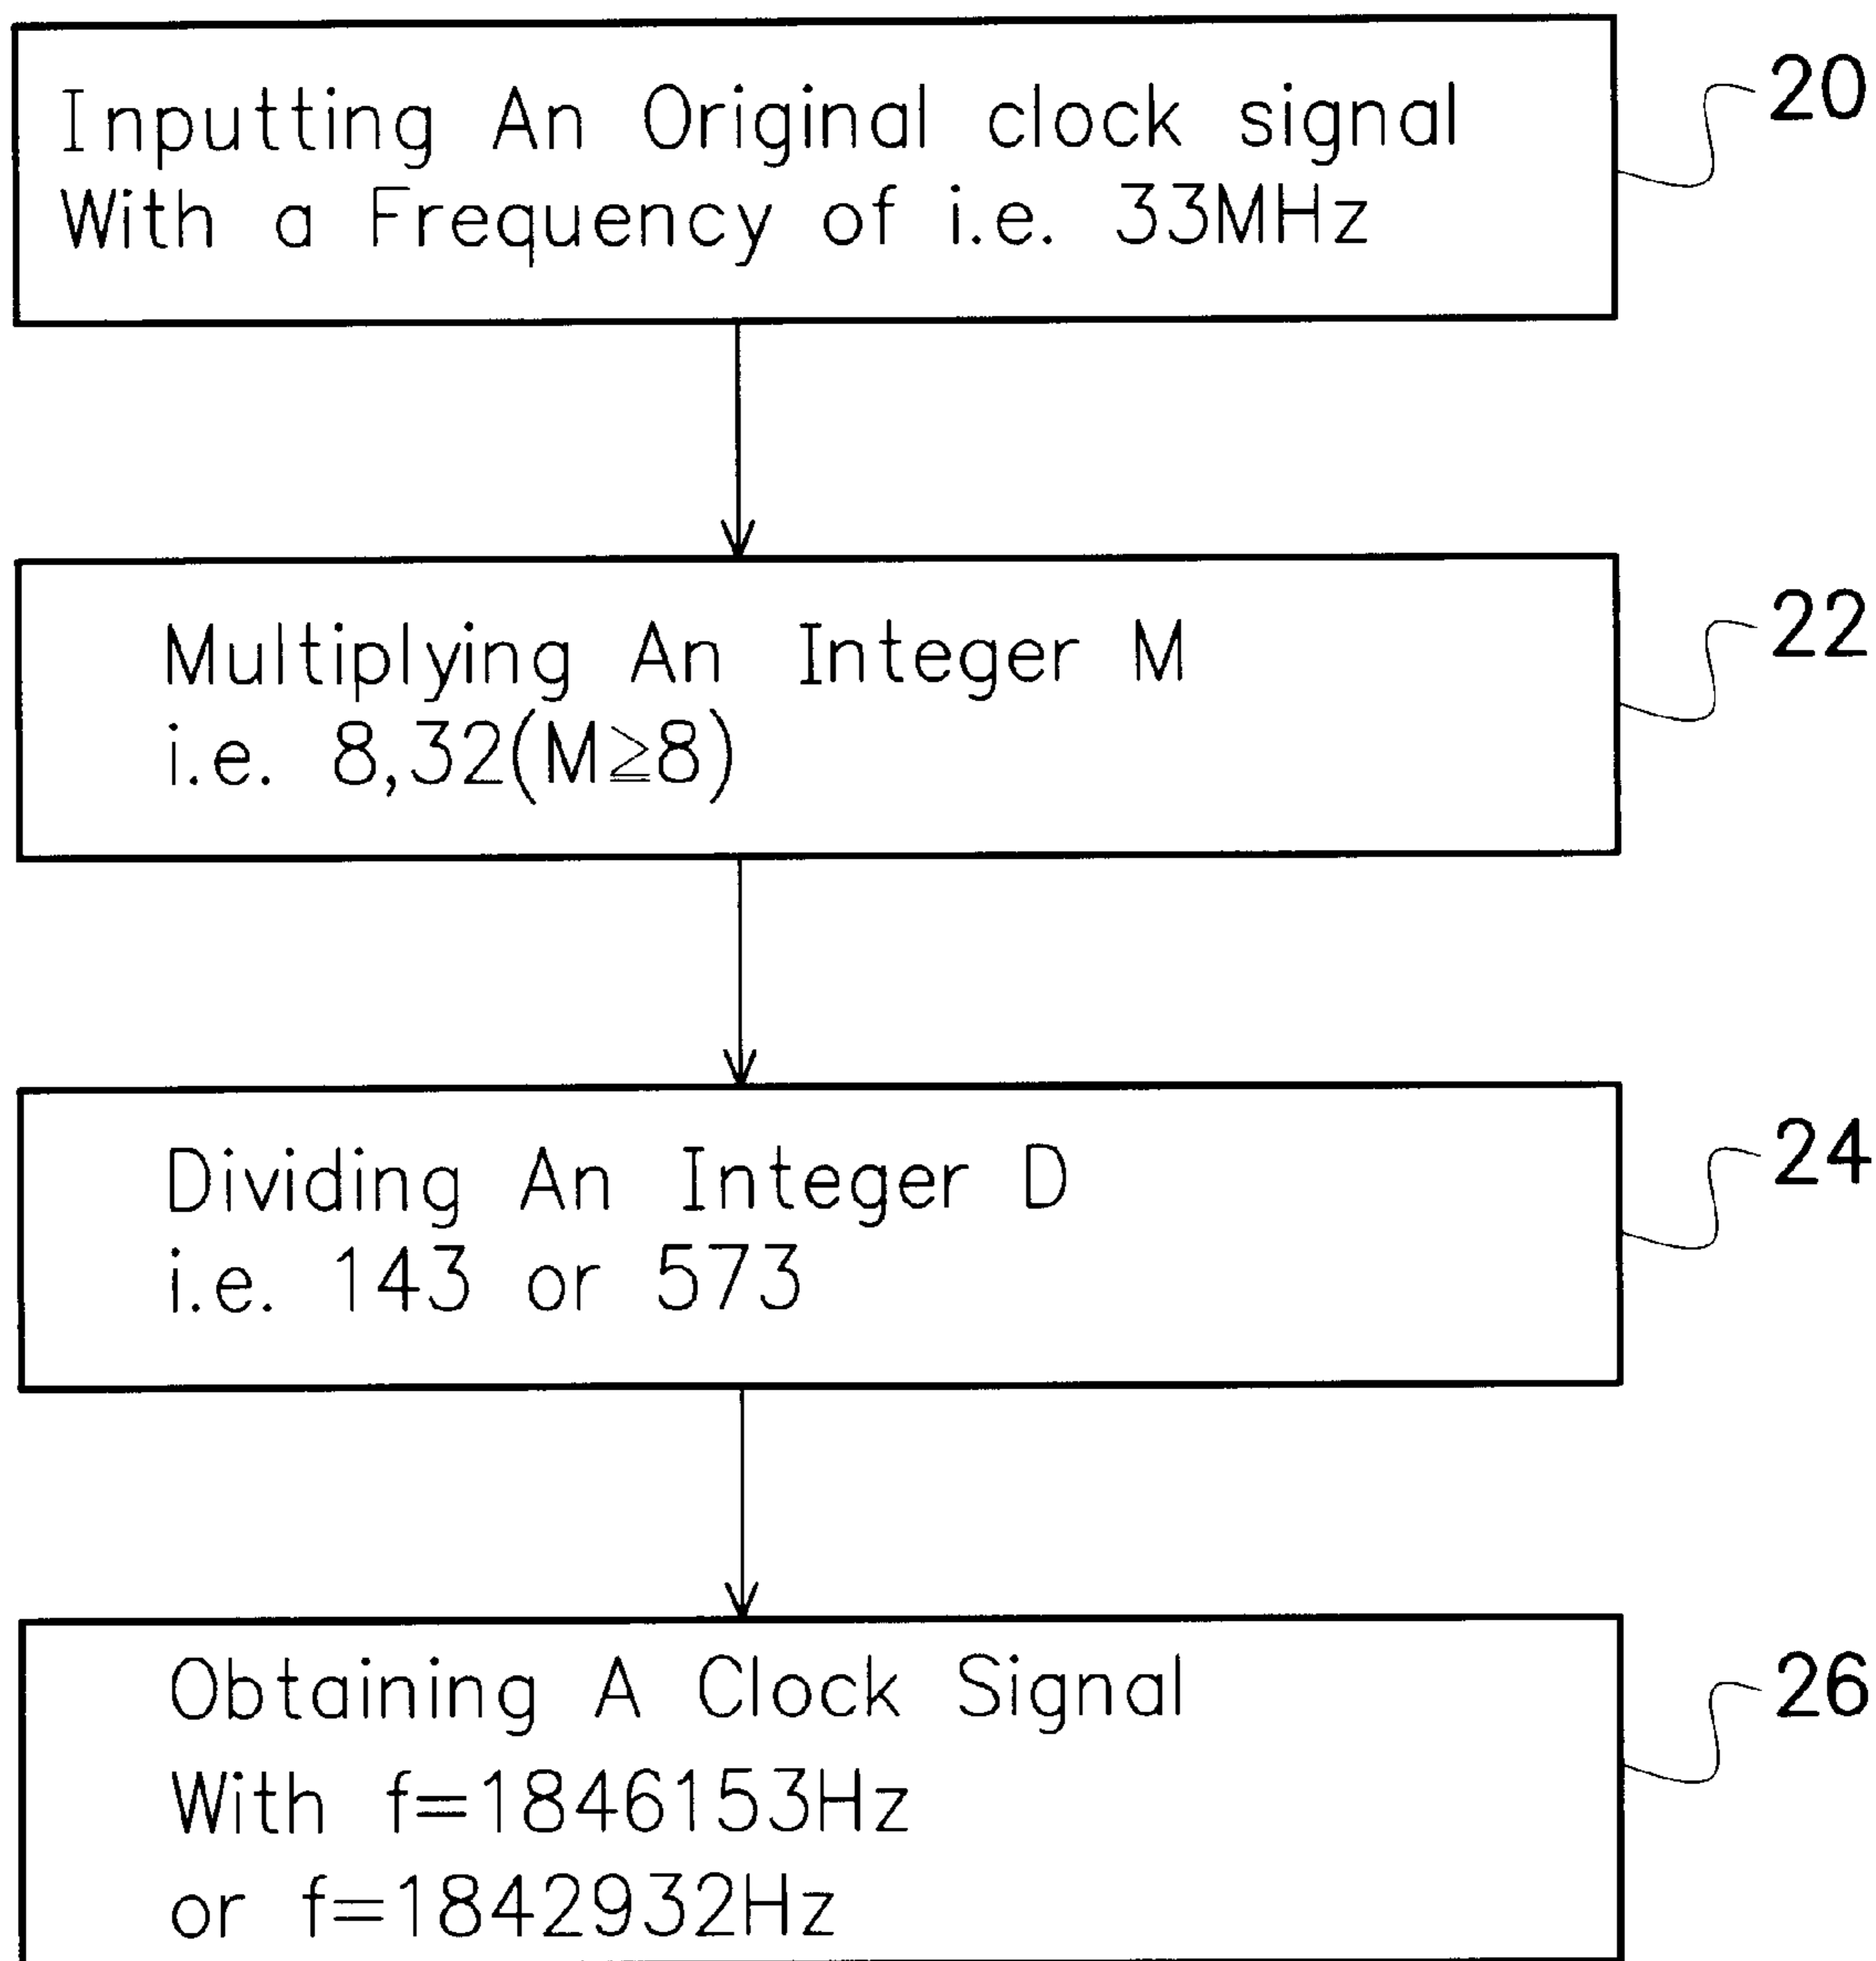 Inputting An Original clock signal
With a Frequency of i.e. 33MHz
20
Multiplying An Integer M
i.e. 8,32(M≧8)
22
Dividing An Integer D
i.e. 143 or 573
24
Obtaining A Clock Signal
With f=1846153Hz
or f=1842932Hz
26